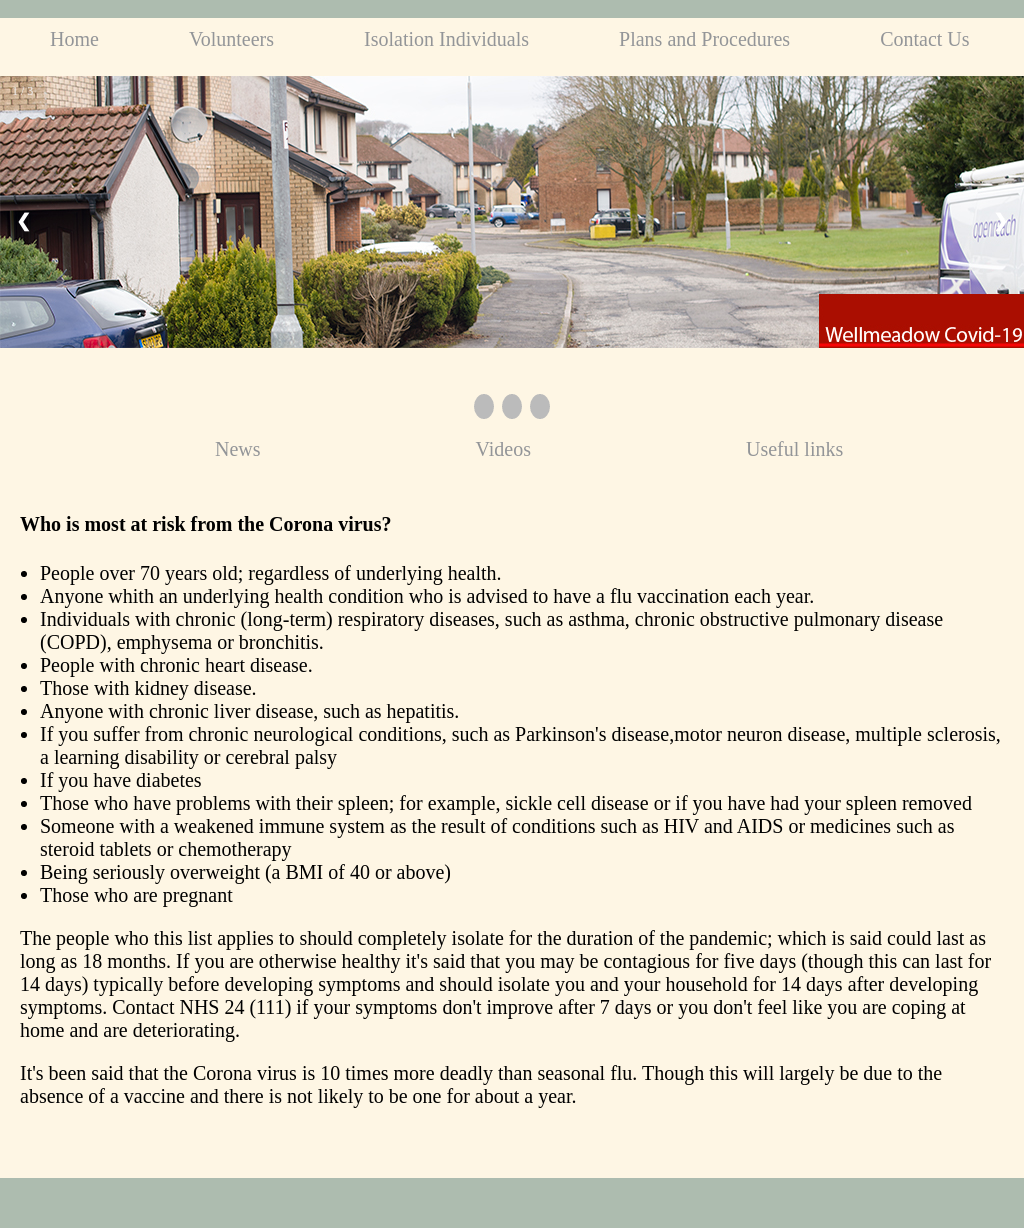 Home Volunteers Isolation Individuals Plans and Procedures Contact Us
❮
openreach
Wellmeadow Covid-19
News Videos Useful links
Who is most at risk from the Corona virus?
People over 70 years old; regardless of underlying health.
Anyone whith an underlying health condition who is advised to have a flu vaccination each year.
Individuals with chronic (long-term) respiratory diseases, such as asthma, chronic obstructive pulmonary disease
(COPD), emphysema or bronchitis.
People with chronic heart disease.
Those with kidney disease.
Anyone with chronic liver disease, such as hepatitis.
If you suffer from chronic neurological conditions, such as Parkinson's disease,motor neuron disease, multiple sclerosis,
a learning disability or cerebral palsy
If you have diabetes
Those who have problems with their spleen; for example, sickle cell disease or if you have had your spleen removed
Someone with a weakened immune system as the result of conditions such as HIV and AIDS or medicines such as
steroid tablets or chemotherapy
Being seriously overweight (a BMI of 40 or above)
Those who are pregnant
The people who this list applies to should completely isolate for the duration of the pandemic; which is said could last as
long as 18 months. If you are otherwise healthy it's said that you may be contagious for five days (though this can last for
14 days) typically before developing symptoms and should isolate you and your household for 14 days after developing
symptoms. Contact NHS 24 (111) if your symptoms don't improve after 7 days or you don't feel like you are coping at
home and are deteriorating.
It's been said that the Corona virus is 10 times more deadly than seasonal flu. Though this will largely be due to the
absence of a vaccine and there is not likely to be one for about a year.